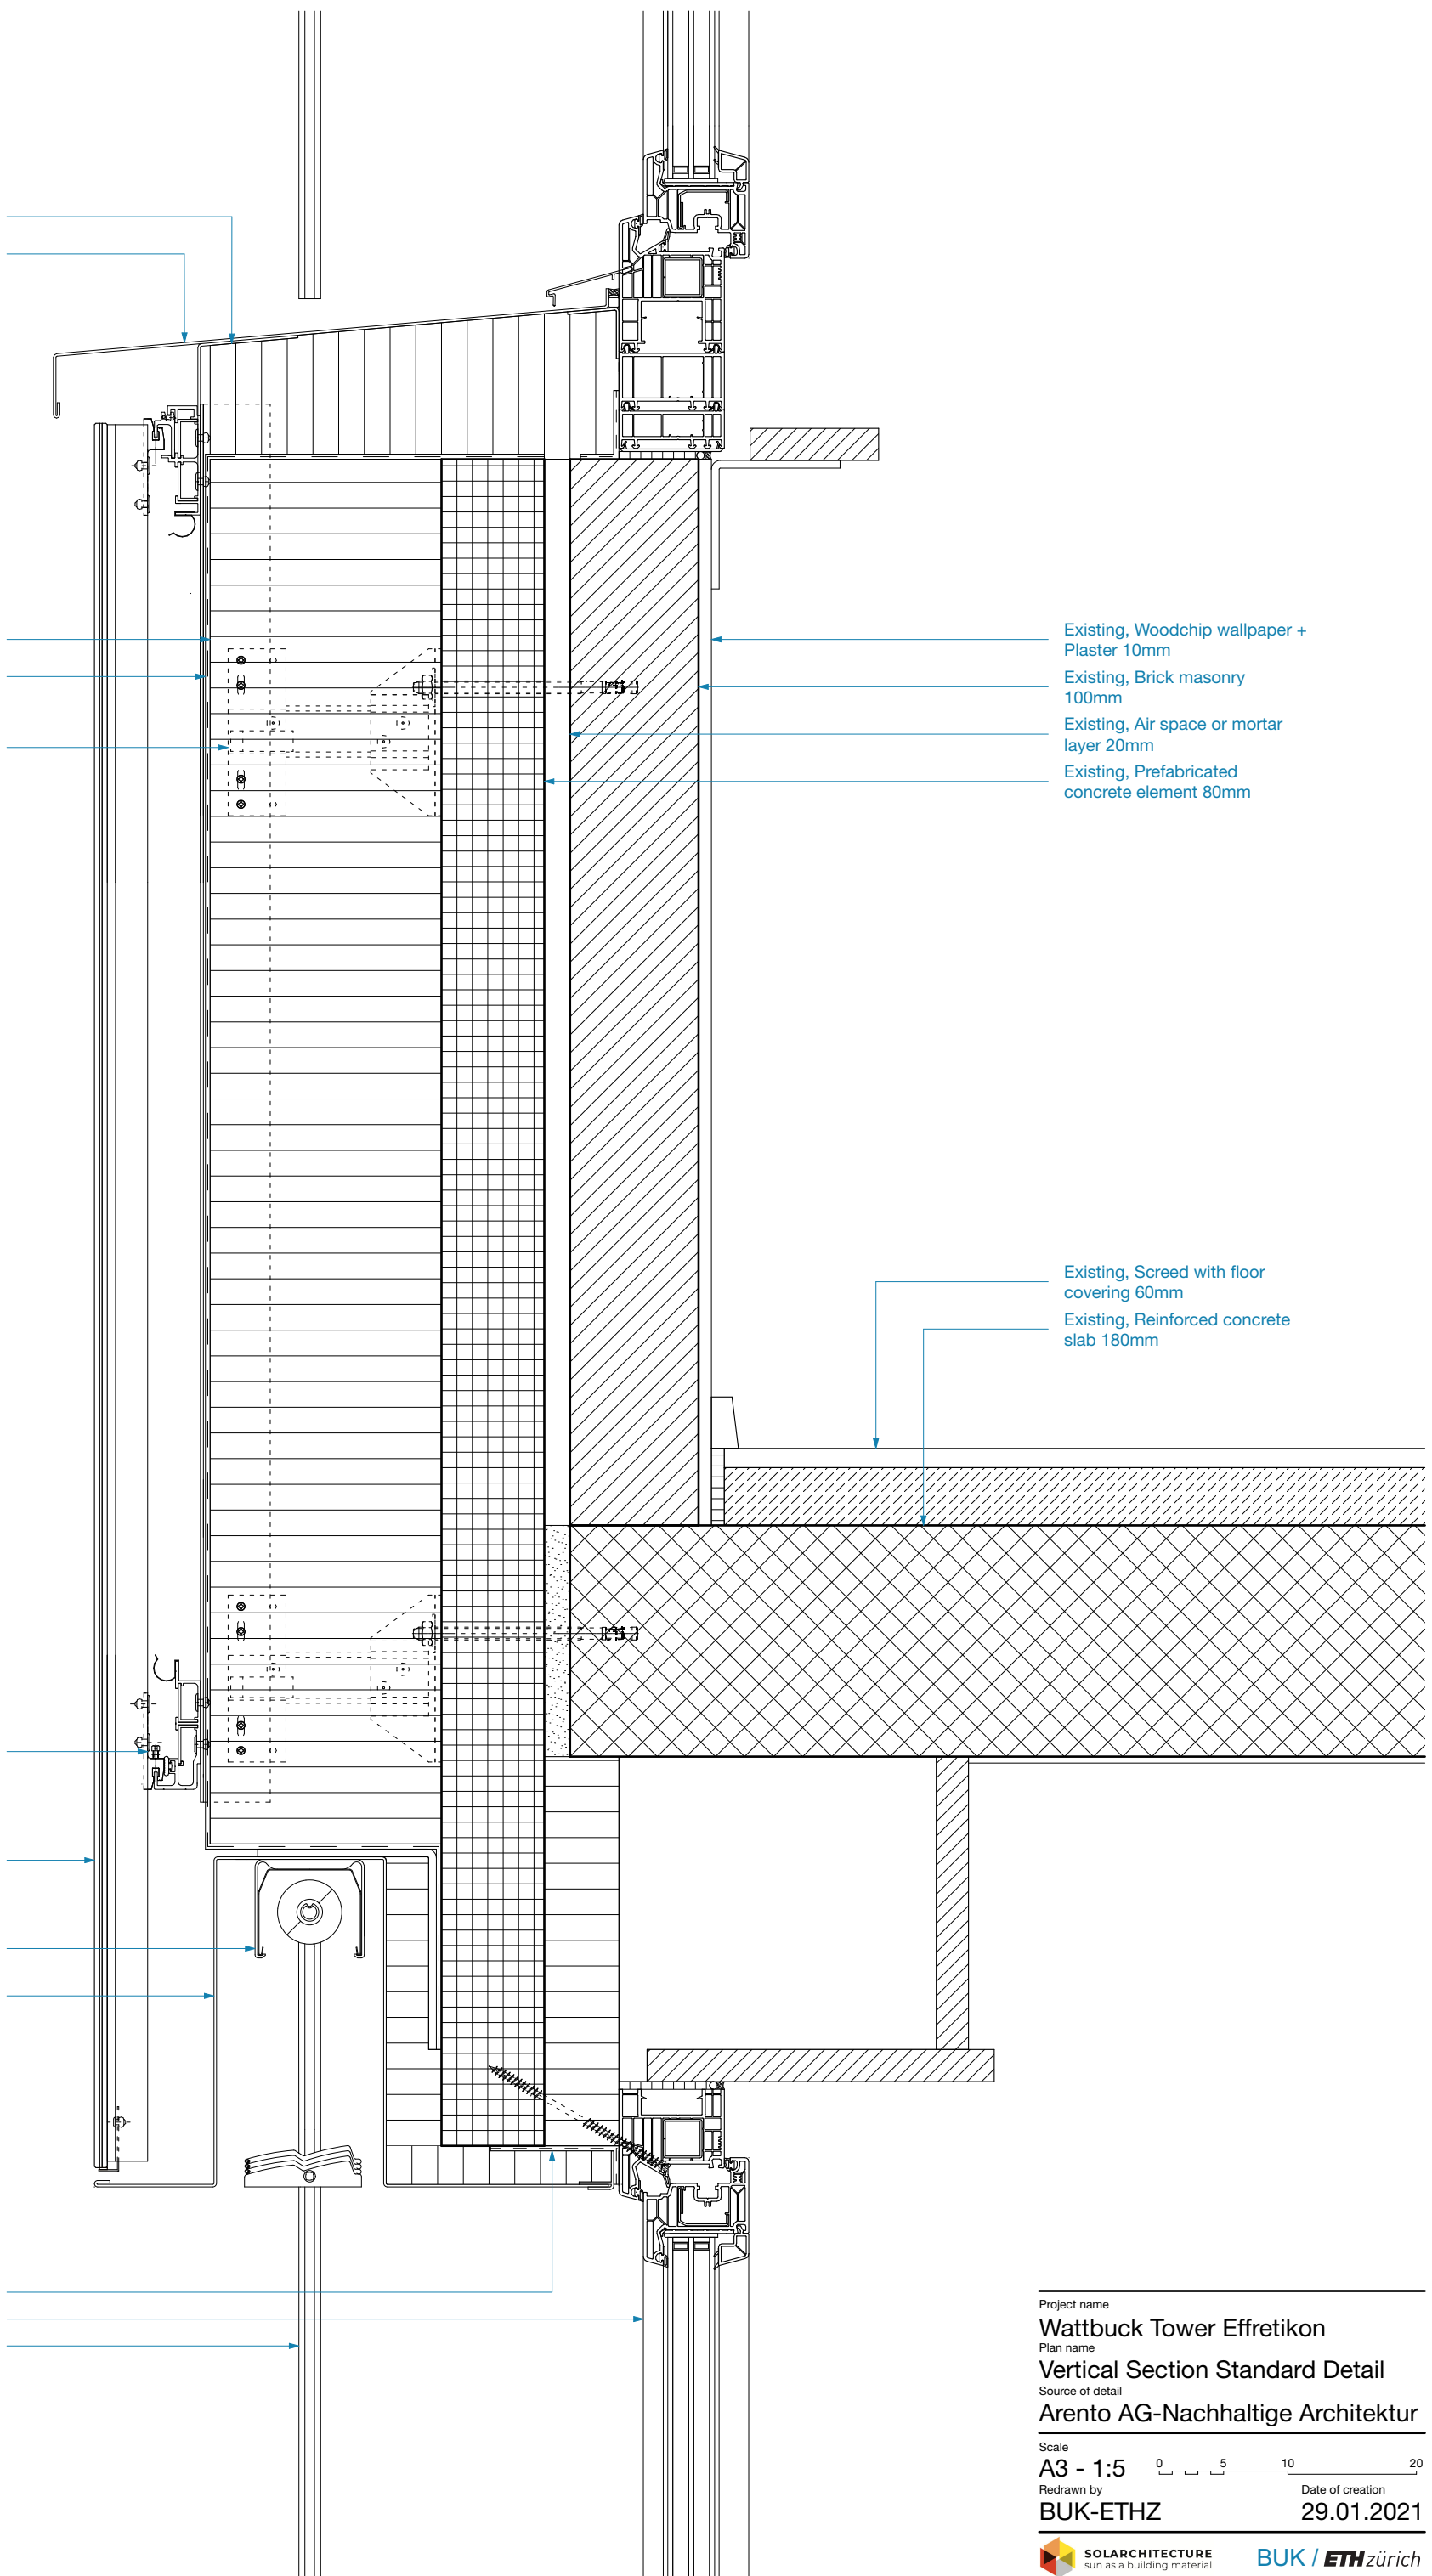 Existing, Woodchip wallpaper +
Plaster 10mm
Existing, Brick masonry
100mm
Existing, Air space or mortar
layer 20mm
Existing, Prefabricated
concrete element 80mm
Existing, Screed with floor
covering 60mm
Existing, Reinforced concrete
slab 180mm
Project name
Wattbuck Tower Effretikon
Plan name
Vertical Section Standard Detail
Source of detail
Arento AG-Nachhaltige Architektur
Scale
A3 - 1:5 0 5 10 20
Redrawn by Date of creation
BUK-ETHZ 29.01.2021
SOLARCHITECTURE
sun as a building material
BUK / ETH zürich